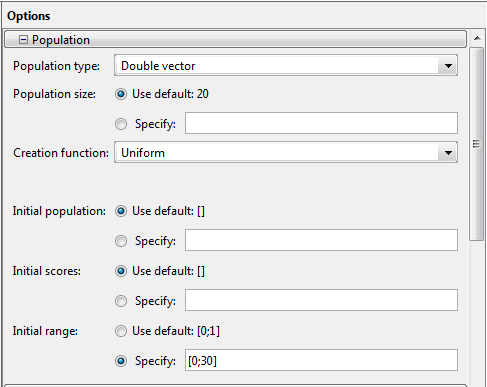 Options
Population
Population type: Double vector
Population size: Use default: 20
Specify:
Creation function: Uniform
Initial population: Use default: []
Specify:
Initial scores: Use default: []
Specify:
Initial range: Use default: [0;1]
Specify: [0;30]